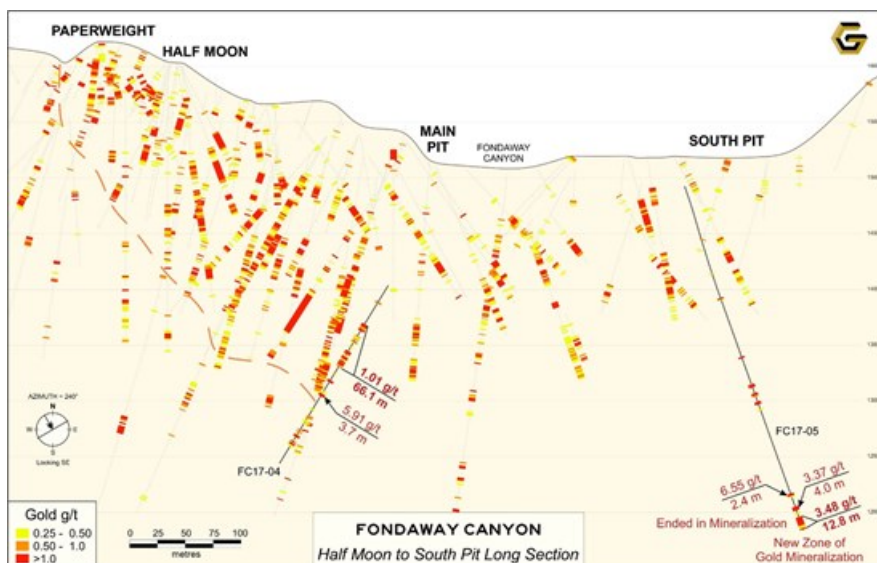 PAPERWEIGHT
HALF MOON
MAIN
PIT
FONDAWAY
CANYON
SOUTH PIT
1.01 g/t
66.1 m
5.91 g/t
3.7 m
FC17-04
FC17-05
6.55 g/t
2.4 m
3.37 g/t
4.0 m
3.48 g/t
12.8 m
Ended in Mineralization
New Zone of
Gold Mineralization
AZIMUTH = 240°
N
W
E
S
Looking SE
Gold g/t
0.25 - 0.50
0.50 - 1.0
>1.0
0 25 50 75 100
metres
FONDAWAY CANYON
Half Moon to South Pit Long Section